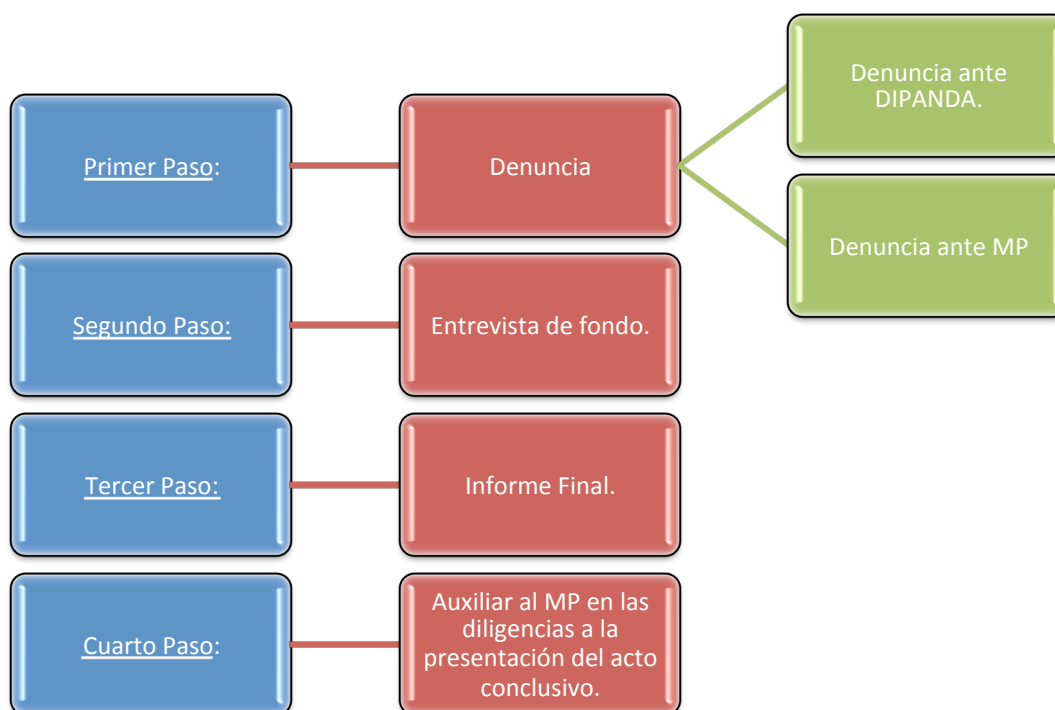 Primer Paso:
Denuncia
Denuncia ante
DIPANDA.
Denuncia ante MP
Segundo Paso:
Entrevista de fondo.
Tercer Paso:
Informe Final.
Cuarto Paso:
Auxiliar al MP en las
diligencias a la
presentación del acto
conclusivo.